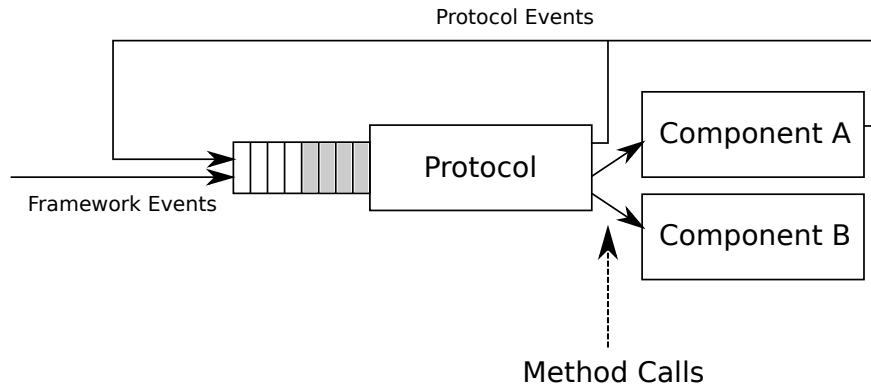 Protocol Events
Component A
Protocol
Framework Events
Component B
Method Calls